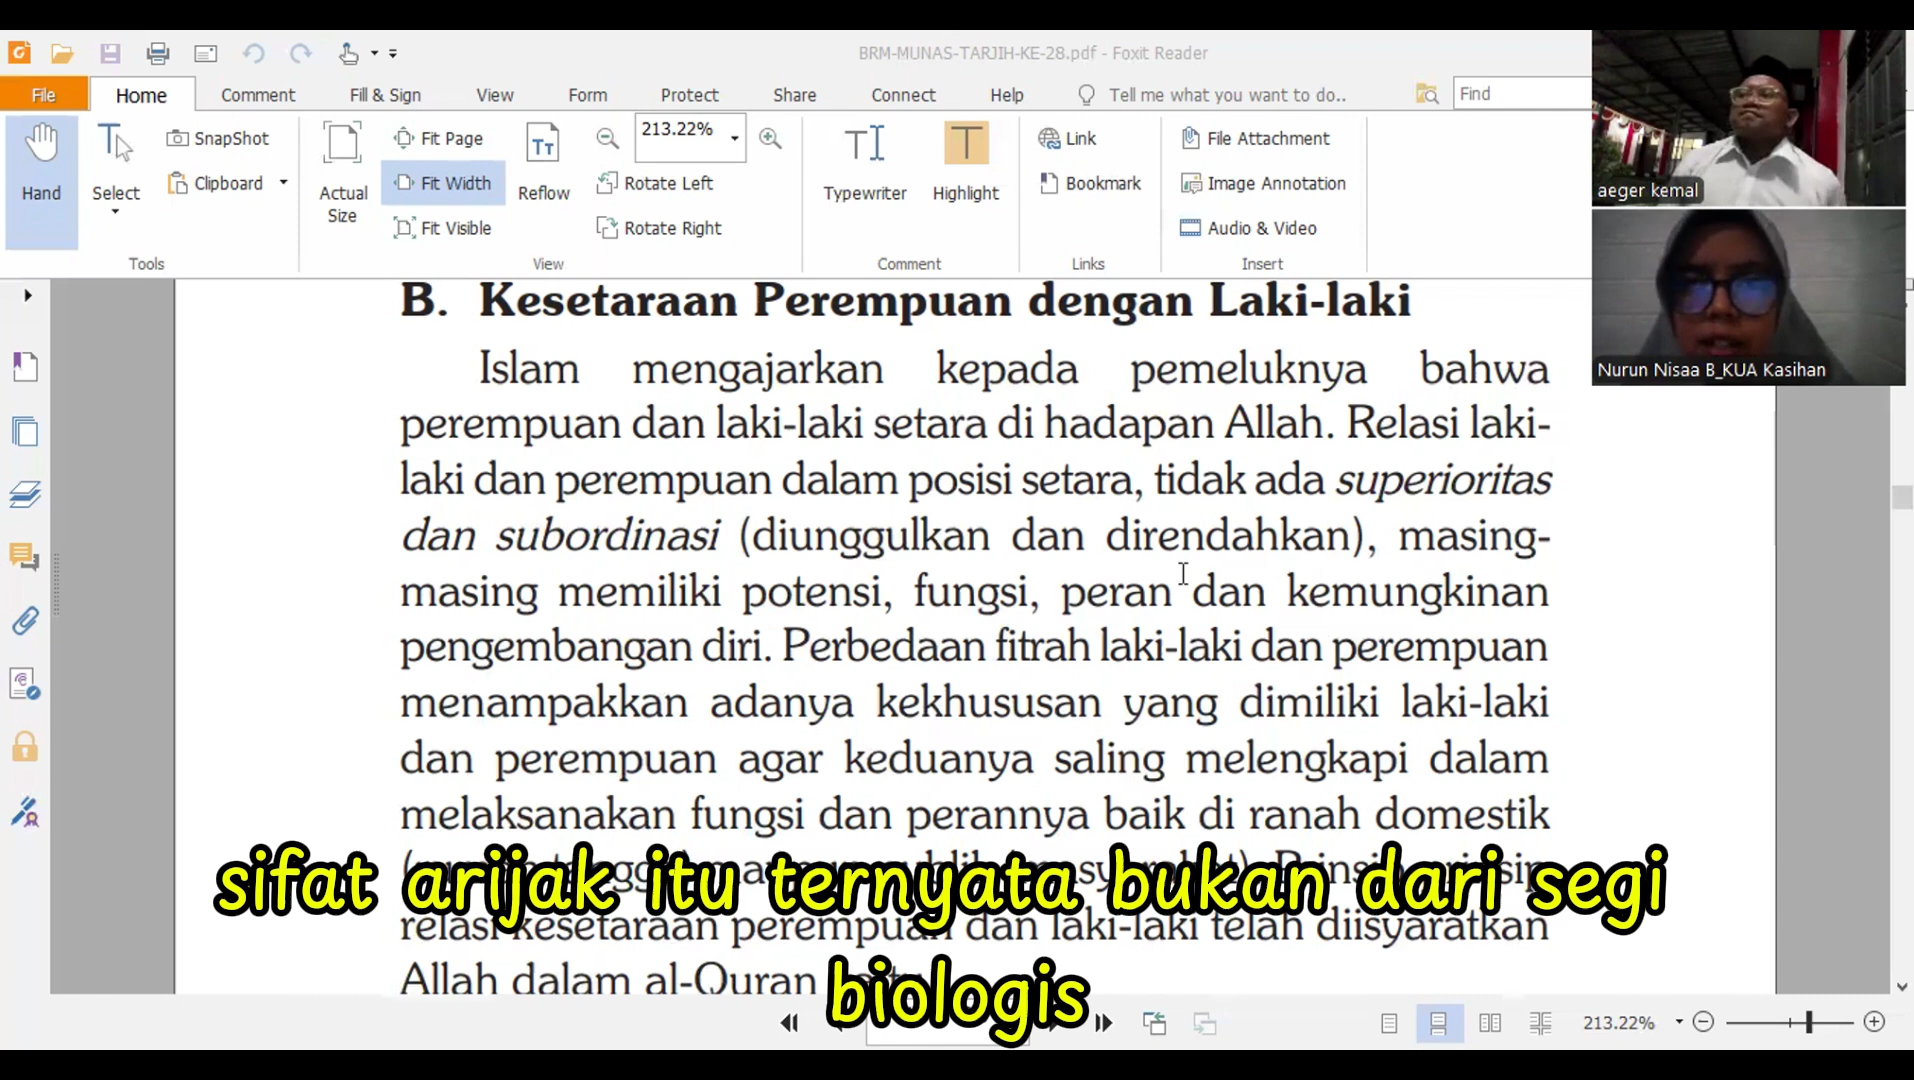 BRM-MUNAS-TARJIH-KE-28.pdf - Foxit Reader
File Home Comment Fill & Sign View Form Protect Share Connect Help Tell me what you want to do.. Find
Hand
Select
SnapShot
Clipboard
Tools
Actual Size
Fit Page
Fit Width
Fit Visible
Reflow
213.22%
Rotate Left
Rotate Right
View
Typewriter
Highlight
Comment
Link
Bookmark
Links
File Attachment
Image Annotation
Audio & Video
Insert
aeger kemal
Nurun Nisaa B_KUA Kasihan
B. Kesetaraan Perempuan dengan Laki-laki
Islam mengajarkan kepada pemeluknya bahwa
perempuan dan laki-laki setara di hadapan Allah. Relasi laki-
laki dan perempuan dalam posisi setara, tidak ada superioritas
dan subordinasi (diunggulkan dan direndahkan), masing-
masing memiliki potensi, fungsi, peran dan kemungkinan
pengembangan diri. Perbedaan fitrah laki-laki dan perempuan
menampakkan adanya kekhususan yang dimiliki laki-laki
dan perempuan agar keduanya saling melengkapi dalam
melaksanakan fungsi dan perannya baik di ranah domestik
relasi kesetaraan perempuan dan laki-laki telah diisyaratkan
Allah dalam al-Quran
sifat arijak itu ternyata bukan dari segi
biologis
213.22%